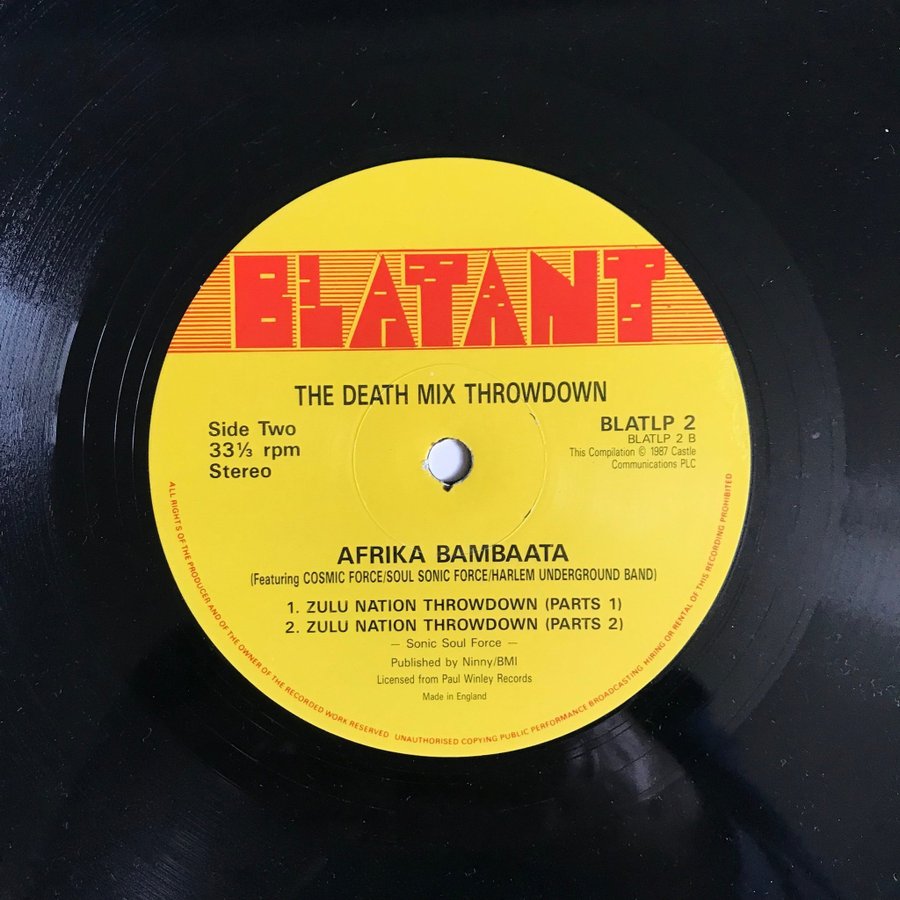 BLATANT
THE DEATH MIX THROWDOWN
Side Two
33⅓ rpm
Stereo
BLATLP 2
BLATLP 2 B
This Compilation © 1987 Castle
Communications PLC
AFRIKA BAMBAATA
(Featuring COSMIC FORCE/SOUL SONIC FORCE/HARLEM UNDERGROUND BAND)
1. ZULU NATION THROWDOWN (PARTS 1)
2. ZULU NATION THROWDOWN (PARTS 2)
– Sonic Soul Force –
Published by Ninny/BMI
Licensed from Paul Winley Records
Made in England
ALL RIGHTS OF THE PRODUCER AND OF THE OWNER OF THE RECORDED WORK RESERVED UNAUTHORISED COPYING PUBLIC PERFORMANCE BROADCASTING HIRING OR RENTAL OF THIS RECORDING PROHIBITED